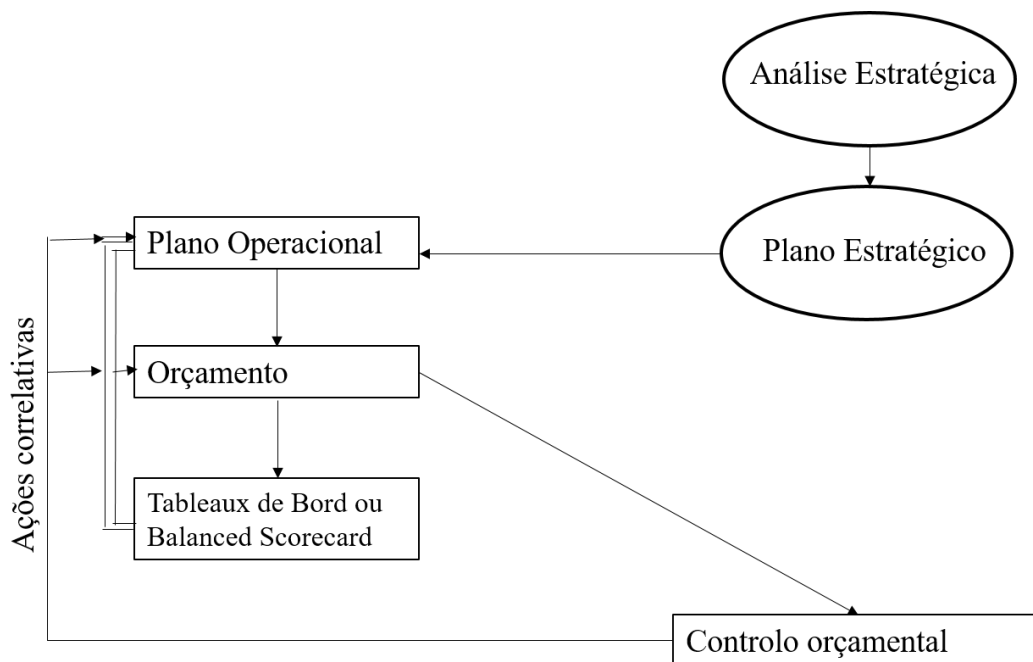 Análise Estratégica
Plano Estratégico
Plano Operacional
Orçamento
Tableaux de Bord ou
Balanced Scorecard
Ações correlativas
Controlo orçamental